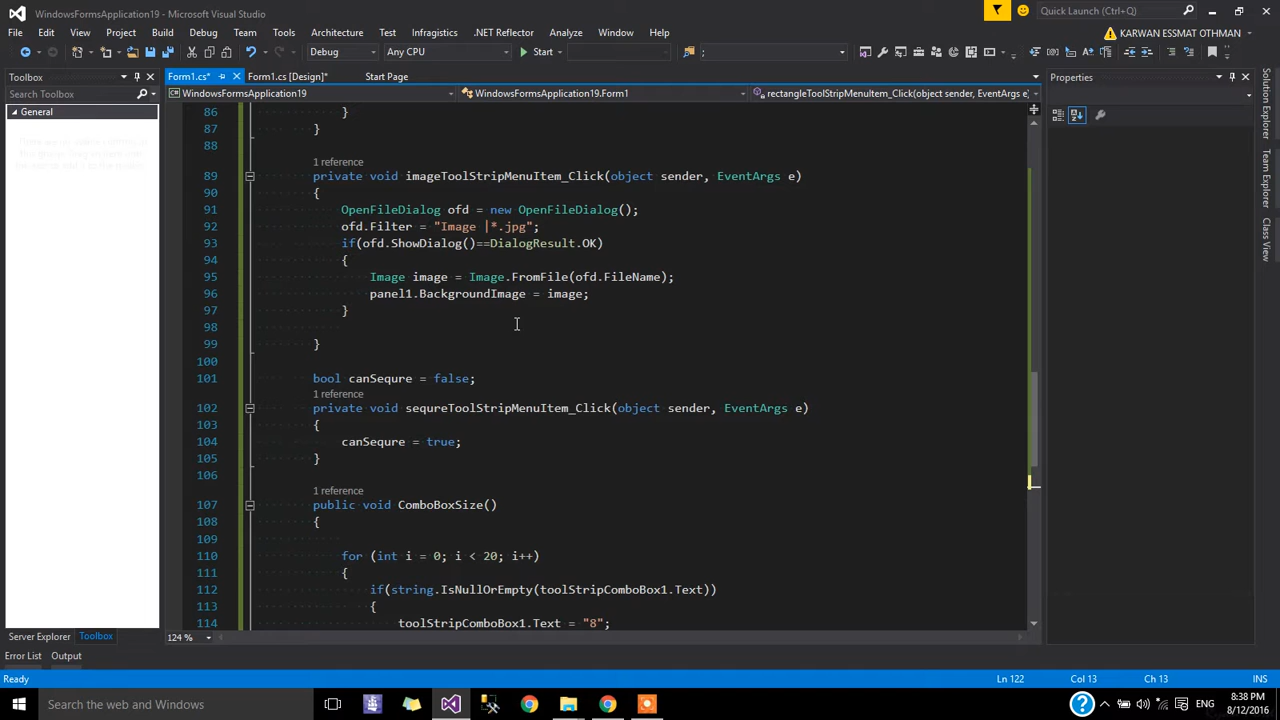 WindowsFormsApplication19 - Microsoft Visual Studio
Quick Launch (Ctrl+Q)
File Edit View Project Build Debug Team Tools Architecture Test .NET Reflector Analyze Window Help
KARWAN ESSMAT OTHMAN
Debug Any CPU Start ;
Toolbox
Form1.cs* Form1.cs [Design]* Start Page
Properties
Search Toolbox
WindowsFormsApplication19 WindowsFormsApplication19.Form1 rectangleToolStripMenuItem_Click(object sender, EventArgs e)
General
86 }
87 }
88
1 reference
89 private void imageToolStripMenuItem_Click(object sender, EventArgs e)
90 {
91 OpenFileDialog ofd = new OpenFileDialog();
92 ofd.Filter = "Image |*.jpg";
93 if(ofd.ShowDialog()==DialogResult.OK)
94 {
95 Image image = Image.FromFile(ofd.FileName);
96 panel1.BackgroundImage = image;
97 }
98
99 }
100
101 bool canSequre = false;
1 reference
102 private void sequreToolStripMenuItem_Click(object sender, EventArgs e)
103 {
104 canSequre = true;
105 }
106
1 reference
107 public void ComboBoxSize()
108 {
109
110 for (int i = 0; i < 20; i++)
111 {
112 if(string.IsNullOrEmpty(toolStripComboBox1.Text))
113 {
114 toolStripComboBox1.Text = "8";
Solution Explorer
Team Explorer
Class View
Server Explorer Toolbox
124 %
Error List Output
Ready Ln 122 Col 13 Ch 13 INS
Search the web and Windows
ENG
8:38 PM
8/12/2016